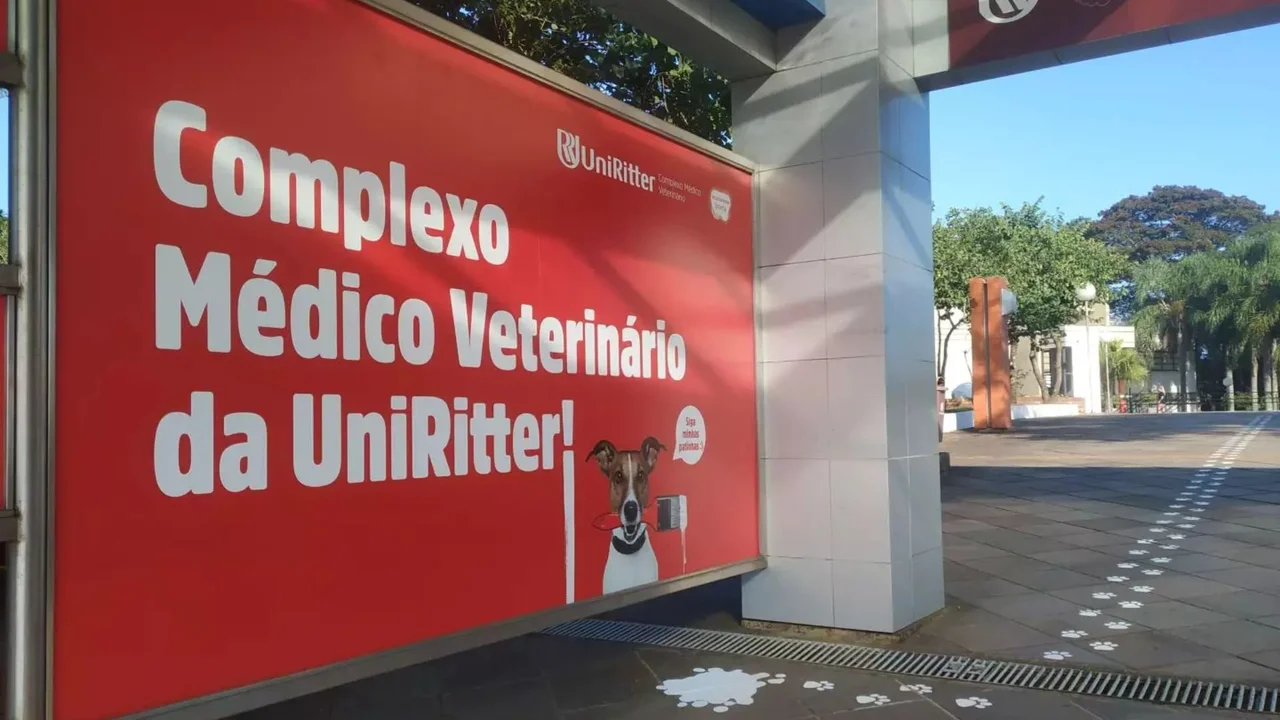 Complexo
Médico Veterinário
da UniRitter!
UniRitter
Complexo Médico
Veterinário
Siga
minhas
patinhas :)